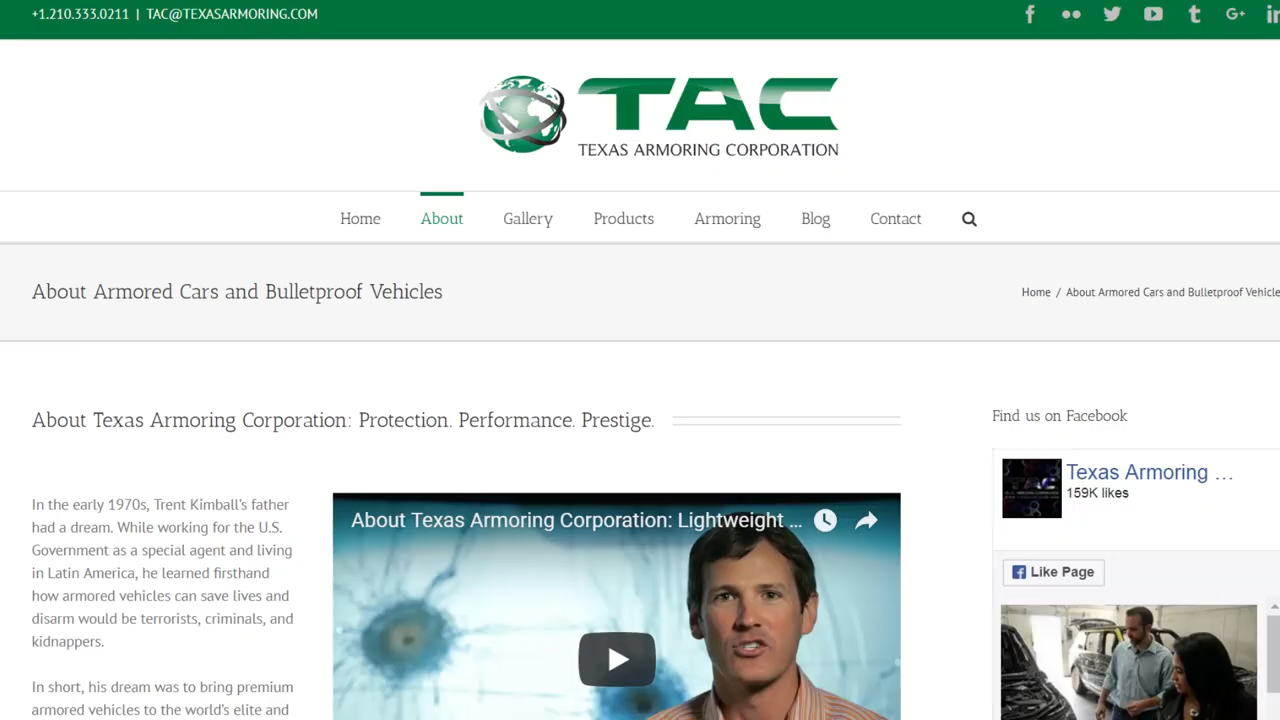 +1.210.333.0211 | TAC@TEXASARMORING.COM
TAC
TEXAS ARMORING CORPORATION
Home About Gallery Products Armoring Blog Contact
About Armored Cars and Bulletproof Vehicles
Home / About Armored Cars and Bulletproof Vehicle
About Texas Armoring Corporation: Protection. Performance. Prestige.
In the early 1970s, Trent Kimball's father
had a dream. While working for the U.S.
Government as a special agent and living
in Latin America, he learned firsthand
how armored vehicles can save lives and
disarm would be terrorists, criminals, and
kidnappers.
In short, his dream was to bring premium
armored vehicles to the world's elite and
About Texas Armoring Corporation: Lightweight ...
Find us on Facebook
Texas Armoring ...
159K likes
Like Page